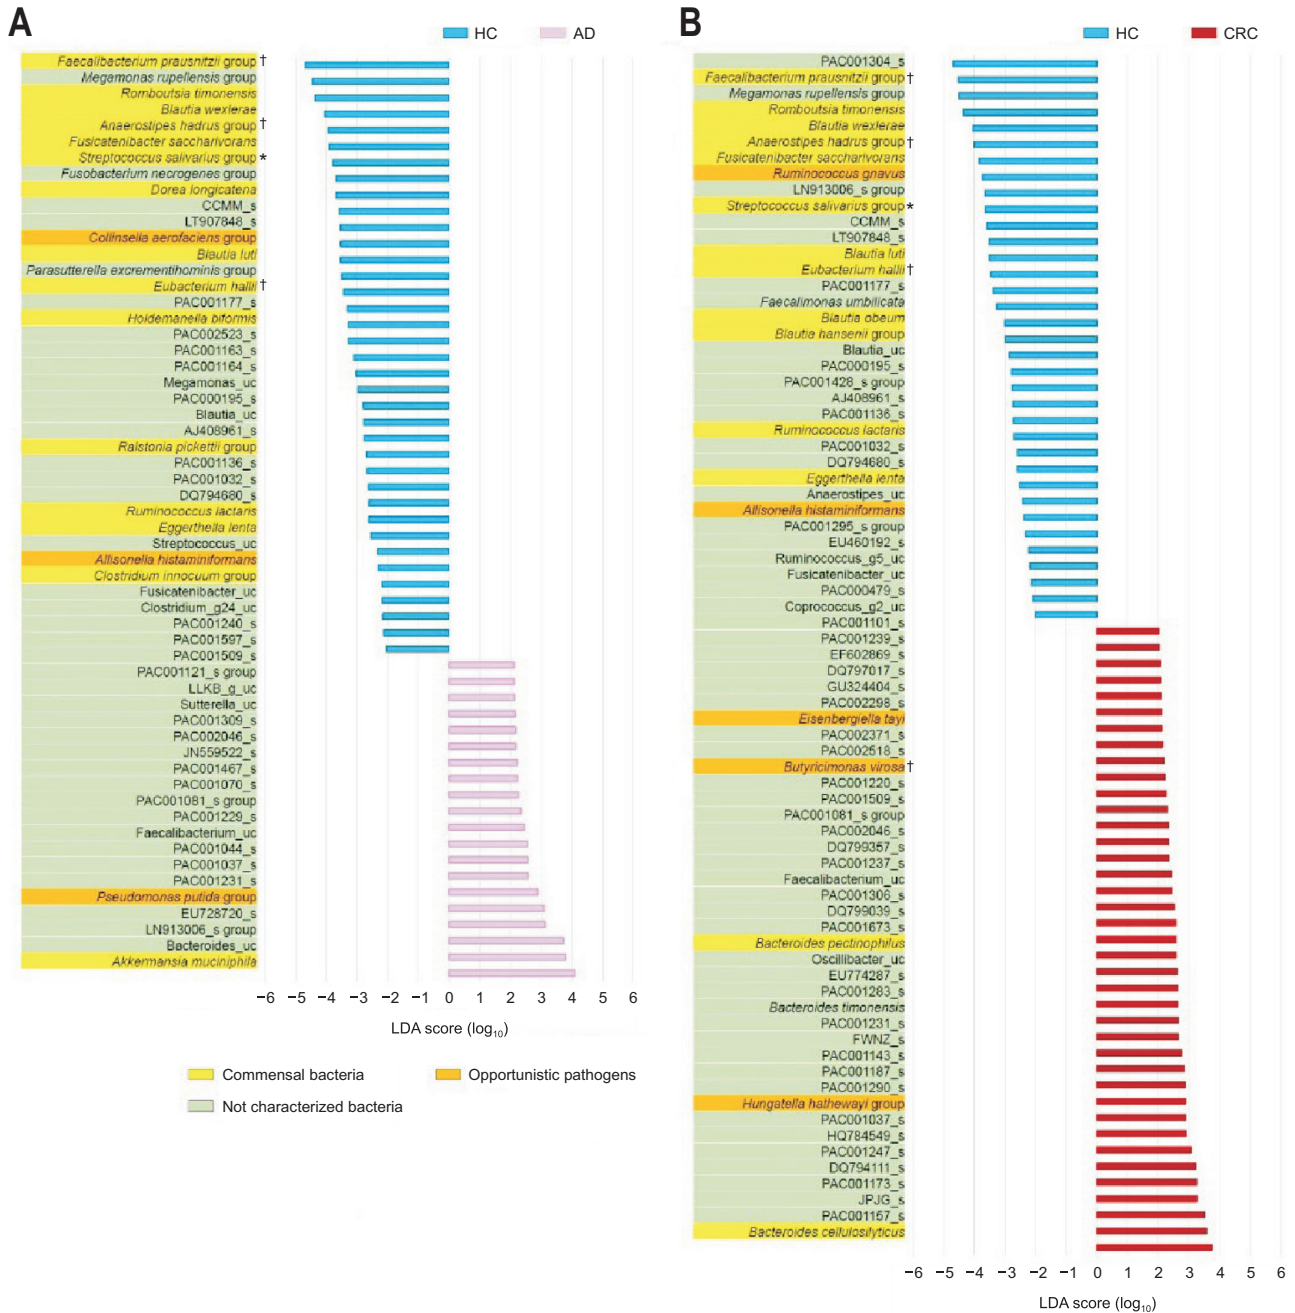 A
HC
AD
Faecalibacterium prausnitzii group †
Megamonas rupellensis group
Romboutsia timonensis
Blautia wexlerae
Anaerostipes hadrus group †
Fusicatenibacter saccharivorans
Streptococcus salivarius group *
Fusobacterium necrogenes group
Dorea longicatena
CCMM_s
LT907848_s
Collinsella aerofaciens group
Blautia luti
Parasutterella excrementihominis group
Eubacterium hallii †
PAC001177_s
Holdemanella biformis
PAC002523_s
PAC001163_s
PAC001164_s
Megamonas_uc
PAC000195_s
Blautia_uc
AJ408961_s
Ralstonia pickettii group
PAC001136_s
PAC001032_s
DQ794680_s
Ruminococcus lactaris
Eggerthella lenta
Streptococcus_uc
Allisonella histaminiformans
Clostridium innocuum group
Fusicatenibacter_uc
Clostridium_g24_uc
PAC001240_s
PAC001597_s
PAC001509_s
PAC001121_s group
LLKB_g_uc
Sutterella_uc
PAC001309_s
PAC002046_s
JN559522_s
PAC001467_s
PAC001070_s
PAC001081_s group
PAC001229_s
Faecalibacterium_uc
PAC001044_s
PAC001037_s
PAC001231_s
Pseudomonas putida group
EU728720_s
LN913006_s group
Bacteroides_uc
Akkermansia muciniphila
−6 −5 −4 −3 −2 −1 0 1 2 3 4 5 6
LDA score (log10)
Commensal bacteria
Opportunistic pathogens
Not characterized bacteria
B
HC
CRC
PAC001304_s
Faecalibacterium prausnitzii group †
Megamonas rupellensis group
Romboutsia timonensis
Blautia wexlerae
Anaerostipes hadrus group †
Fusicatenibacter saccharivorans
Ruminococcus gnavus
LN913006_s group
Streptococcus salivarius group *
CCMM_s
LT907848_s
Blautia luti
Eubacterium hallii †
PAC001177_s
Faecalimonas umbilicata
Blautia obeum
Blautia hansenii group
Blautia_uc
PAC000195_s
PAC001428_s group
AJ408961_s
PAC001136_s
Ruminococcus lactaris
PAC001032_s
DQ794680_s
Eggerthella lenta
Anaerostipes_uc
Allisonella histaminiformans
PAC001295_s group
EU460192_s
Ruminococcus_g5_uc
Fusicatenibacter_uc
PAC000479_s
Coprococcus_g2_uc
PAC001101_s
PAC001239_s
EF602869_s
DQ797017_s
GU324404_s
PAC002298_s
Eisenbergiella tayi
PAC002371_s
PAC002518_s
Butyricimonas virosa †
PAC001220_s
PAC001509_s
PAC001081_s group
PAC002046_s
DQ799357_s
PAC001237_s
Faecalibacterium_uc
PAC001306_s
DQ799039_s
PAC001673_s
Bacteroides pectinophilus
Oscillibacter_uc
EU774287_s
PAC001283_s
Bacteroides timonensis
PAC001231_s
FWNZ_s
PAC001143_s
PAC001187_s
PAC001290_s
Hungatella hathewayi group
PAC001037_s
HQ784549_s
PAC001247_s
DQ794111_s
PAC001173_s
JPJG_s
PAC001157_s
Bacteroides cellulosilyticus
−6 −5 −4 −3 −2 −1 0 1 2 3 4 5 6
LDA score (log10)